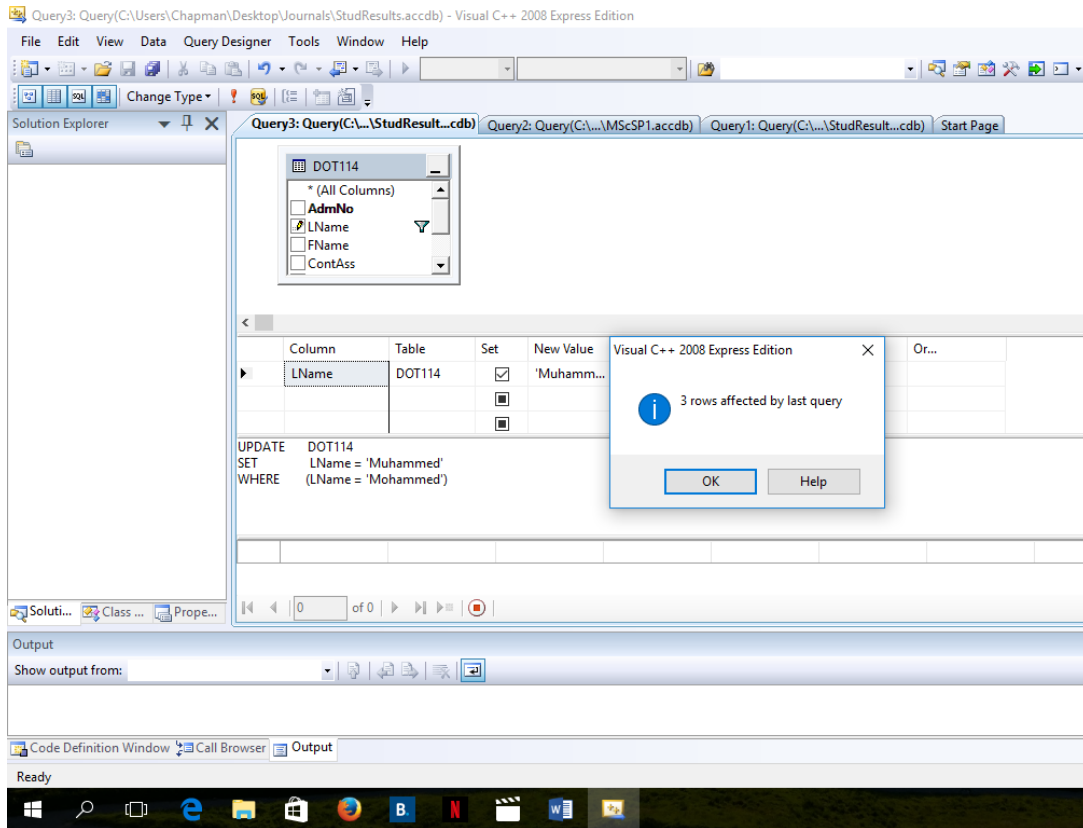 Query3: Query(C:\Users\Chapman\Desktop\Journals\StudResults.accdb) - Visual C++ 2008 Express Edition
File Edit View Data Query Designer Tools Window Help
SQL Change Type SQL
Solution Explorer
Query3: Query(C:\...\StudResult...cdb) Query2: Query(C:\...\MScSP1.accdb) Query1: Query(C:\...\StudResult...cdb) Start Page
DOT114
* (All Columns)
AdmNo
LName
FName
ContAss
Column Table Set New Value Or...
LName DOT114 'Muhamm...
Visual C++ 2008 Express Edition
3 rows affected by last query
OK Help
UPDATE DOT114
SET LName = 'Muhammed'
WHERE (LName = 'Mohammed')
0 of 0
Soluti... Class ... Prope...
Output
Show output from:
Code Definition Window Call Browser Output
Ready
B. N W